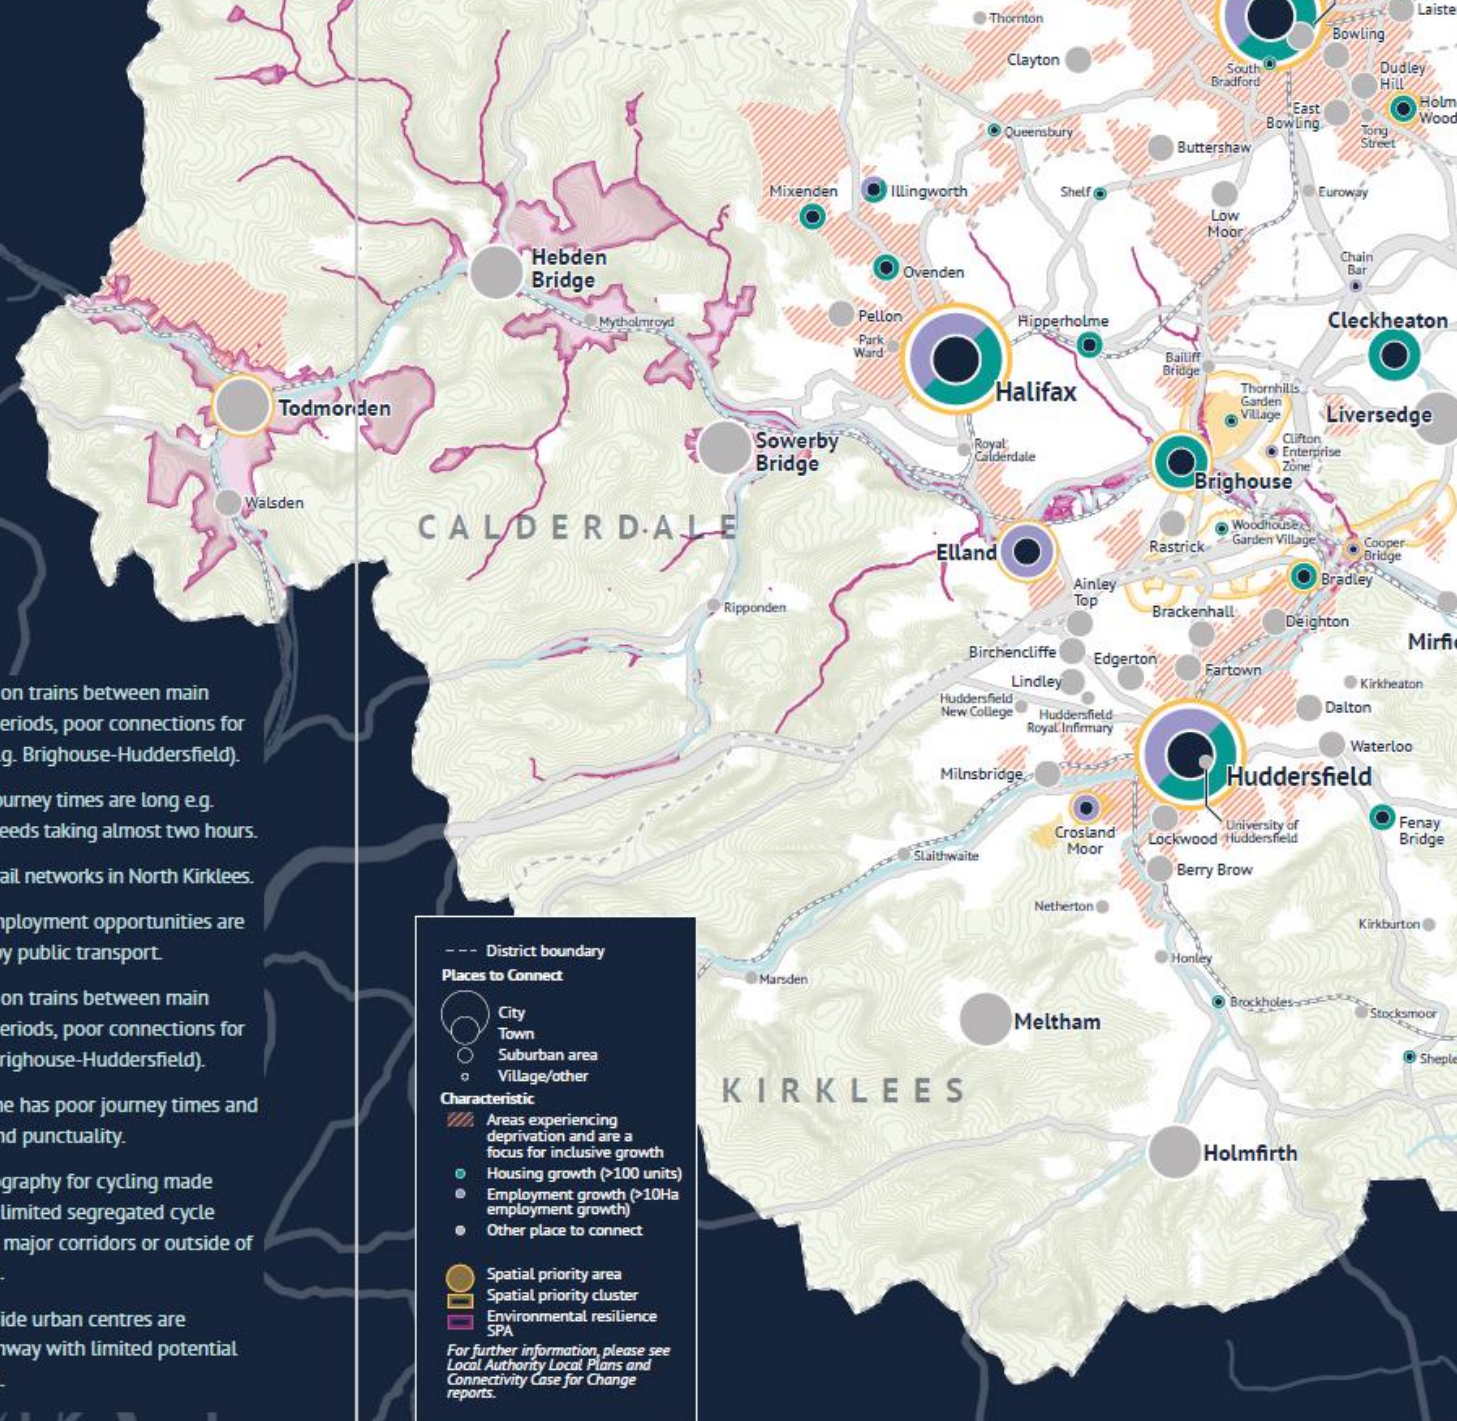 Thornton
Laiste
Bowling
Clayton
South
Bradford
Dudley
Hill
Holm
Wood
East
Bowling
Tong
Street
Queensbury
Buttershaw
Mixenden
Illingworth
Shelf
Euroway
Low
Moor
Hebden
Bridge
Ovenden
Chain
Bar
Mytholmroyd
Pellon
Hipperholme
Cleckheaton
Park
Ward
Bailiff
Bridge
Halifax
Thornhills
Garden
Village
Todmorden
Liversedge
Sowerby
Bridge
Royal
Calderdale
Clifton
Enterprise
Zone
Brighouse
Walsden
CALDERDALE
Woodhouse
Garden Village
Rastrick
Cooper
Bridge
Elland
Bradley
Ainley
Top
Ripponden
Brackenhall
Deighton
Mirfi
Birchencliffe
Edgerton
Fartown
Lindley
Kirkheaton
Huddersfield
New College
Huddersfield
Royal Infirmary
Dalton
Waterloo
Milnsbridge
Huddersfield
Crosland
Moor
Lockwood
University of
Huddersfield
Fenay
Bridge
Slaithwaite
Berry Brow
Netherton
Kirkburton
Honley
Marsden
Brockholes
Stocksmoor
Meltham
Sheple
KIRKLEES
Holmfirth
on trains between main
eriods, poor connections for
.g. Brighouse-Huddersfield).
ourney times are long e.g.
eeds taking almost two hours.
ail networks in North Kirklees.
mployment opportunities are
by public transport.
on trains between main
eriods, poor connections for
righouse-Huddersfield).
ne has poor journey times and
nd punctuality.
ography for cycling made
limited segregated cycle
major corridors or outside of
.
ide urban centres are
nway with limited potential
.
District boundary
Places to Connect
City
Town
Suburban area
Village/other
Characteristic
Areas experiencing
deprivation and are a
focus for inclusive growth
Housing growth (>100 units)
Employment growth (>10Ha
employment growth)
Other place to connect
Spatial priority area
Spatial priority cluster
Environmental resilience
SPA
For further information, please see
Local Authority Local Plans and
Connectivity Case for Change
reports.